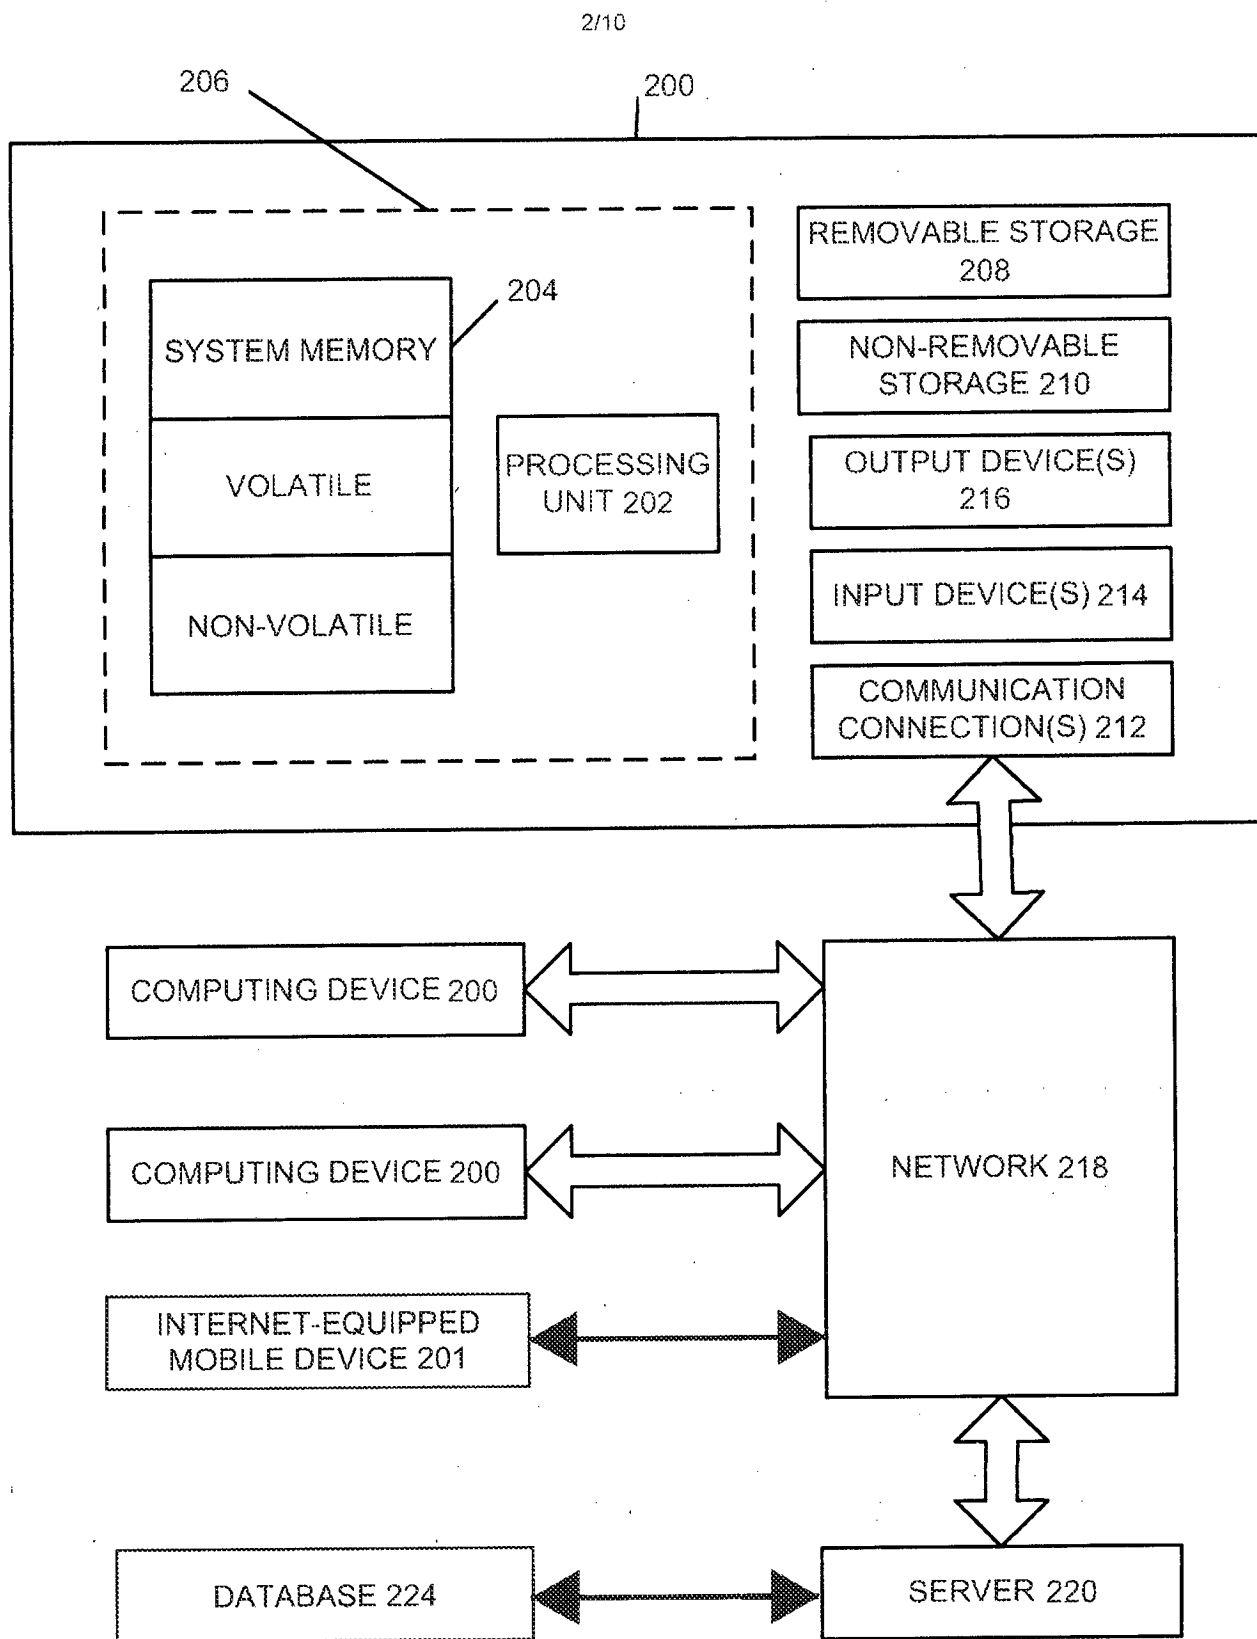 2/10
206
200
REMOVABLE STORAGE
208
204
SYSTEM MEMORY
NON-REMOVABLE
STORAGE 210
VOLATILE
PROCESSING
UNIT 202
OUTPUT DEVICE(S)
216
NON-VOLATILE
INPUT DEVICE(S) 214
COMMUNICATION
CONNECTION(S) 212
COMPUTING DEVICE 200
COMPUTING DEVICE 200
NETWORK 218
INTERNET-EQUIPPED
MOBILE DEVICE 201
DATABASE 224
SERVER 220